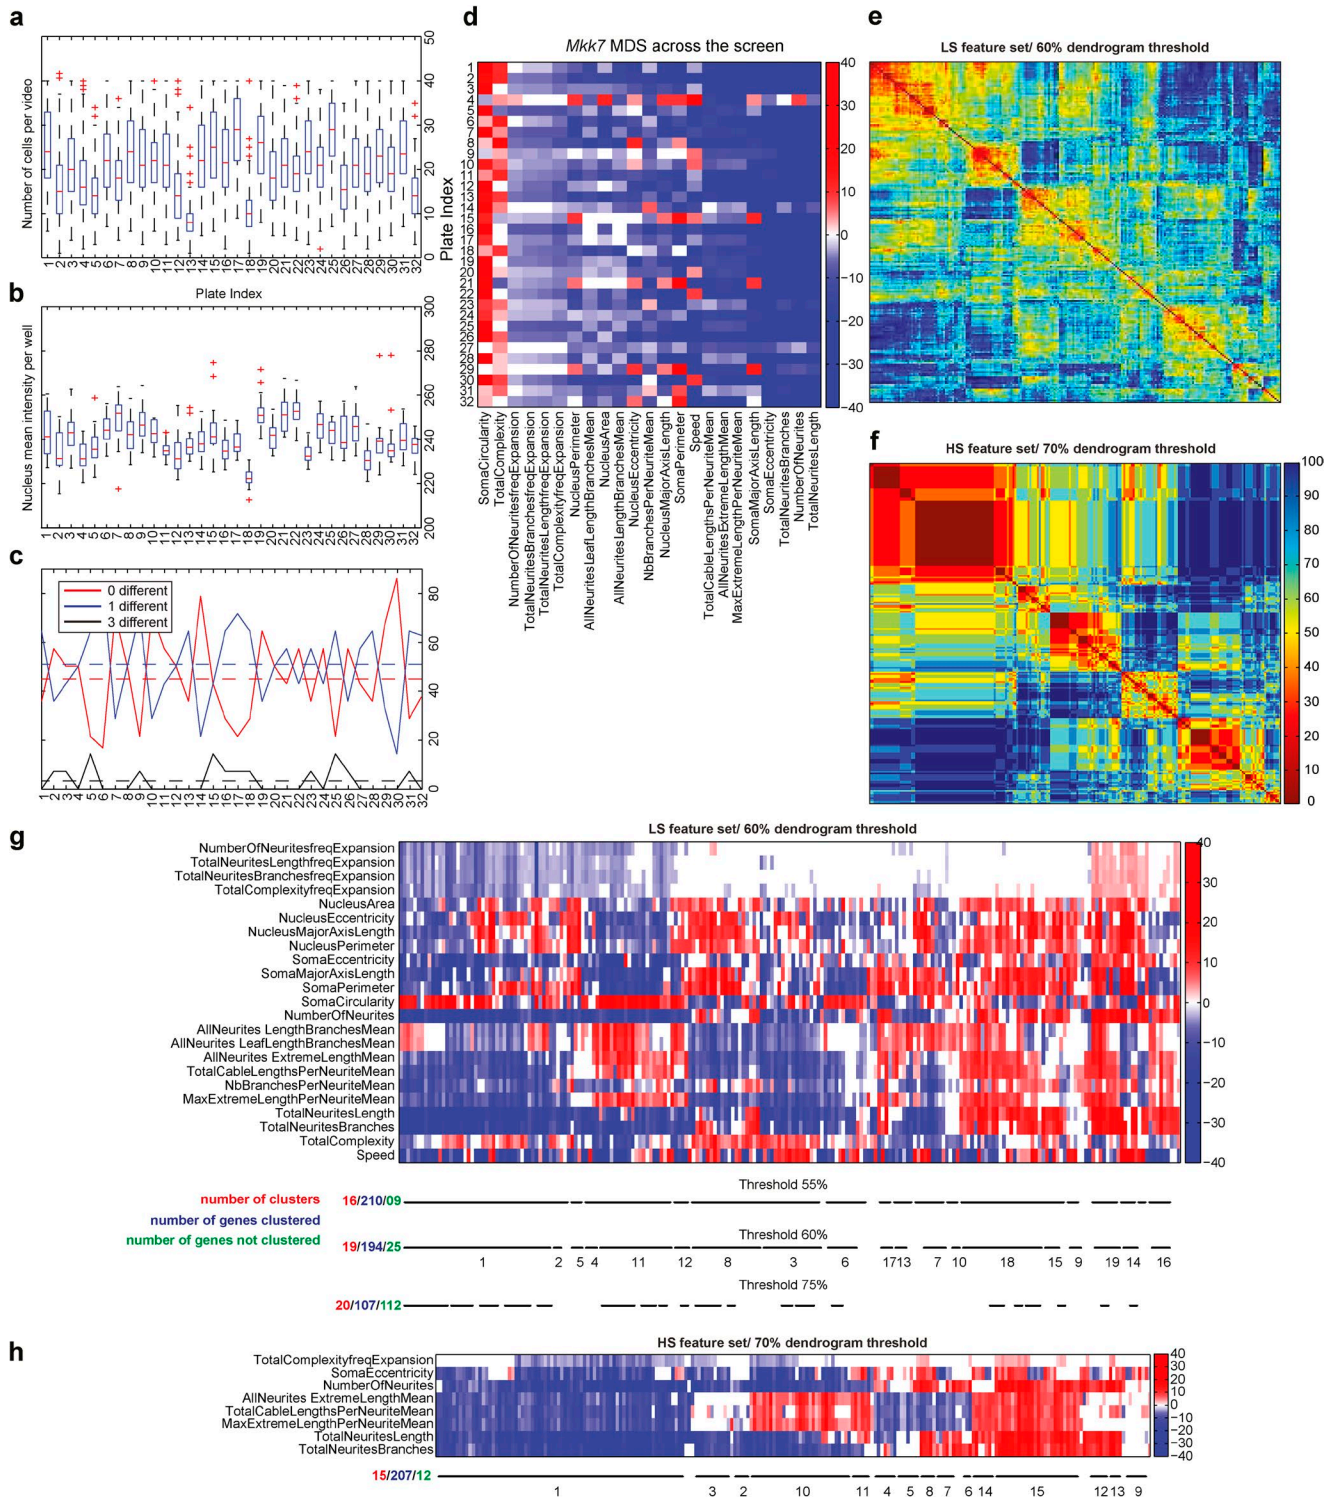 a
Number of cells per video
50
40
30
20
10
0
1 2 3 4 5 6 7 8 9 10 11 12 13 14 15 16 17 18 19 20 21 22 23 24 25 26 27 28 29 30 31 32
Plate Index
b
Nucleus mean intensity per well
300
280
260
240
220
200
1 2 3 4 5 6 7 8 9 10 11 12 13 14 15 16 17 18 19 20 21 22 23 24 25 26 27 28 29 30 31 32
c
0 different
1 different
3 different
80
60
40
20
0
1 2 3 4 5 6 7 8 9 10 11 12 13 14 15 16 17 18 19 20 21 22 23 24 25 26 27 28 29 30 31 32
d
Mkk7 MDS across the screen
Plate Index
1
2
3
4
5
6
7
8
9
10
11
12
13
14
15
16
17
18
19
20
21
22
23
24
25
26
27
28
29
30
31
32
40
30
20
10
0
−10
−20
−30
−40
SomaCircularity
TotalComplexity
NumberOfNeuritesfreqExpansion
TotalNeuritesBranchesfreqExpansion
TotalNeuritesLengthfreqExpansion
TotalComplexityfreqExpansion
NucleusPerimeter
AllNeuritesLeafLengthBranchesMean
NucleusArea
AllNeuritesLengthBranchesMean
NucleusEccentricity
NbBranchesPerNeuriteMean
NucleusMajorAxisLength
SomaPerimeter
Speed
TotalCableLengthsPerNeuriteMean
AllNeuritesExtremeLengthMean
MaxExtremeLengthPerNeuriteMean
SomaMajorAxisLength
SomaEccentricity
TotalNeuritesBranches
NumberOfNeurites
TotalNeuritesLength
e
LS feature set/ 60% dendrogram threshold
f
HS feature set/ 70% dendrogram threshold
100
90
80
70
60
50
40
30
20
10
0
g
LS feature set/ 60% dendrogram threshold
NumberOfNeuritesfreqExpansion
TotalNeuritesLengthfreqExpansion
TotalNeuritesBranchesfreqExpansion
TotalComplexityfreqExpansion
NucleusArea
NucleusEccentricity
NucleusMajorAxisLength
NucleusPerimeter
SomaEccentricity
SomaMajorAxisLength
SomaPerimeter
SomaCircularity
NumberOfNeurites
AllNeurites LengthBranchesMean
AllNeurites LeafLengthBranchesMean
AllNeurites ExtremeLengthMean
TotalCableLengthsPerNeuriteMean
NbBranchesPerNeuriteMean
MaxExtremeLengthPerNeuriteMean
TotalNeuritesLength
TotalNeuritesBranches
TotalComplexity
Speed
40
30
20
10
0
−10
−20
−30
−40
Threshold 55%
number of clusters 16/210/09
number of genes clustered
Threshold 60%
number of genes not clustered 19/194/25
1 2 5 4 11 12 8 3 6 17 13 7 10 18 15 9 19 14 16
Threshold 75%
20/107/112
h
HS feature set/ 70% dendrogram threshold
TotalComplexityfreqExpansion
SomaEccentricity
NumberOfNeurites
AllNeurites ExtremeLengthMean
TotalCableLengthsPerNeuriteMean
MaxExtremeLengthPerNeuriteMean
TotalNeuritesLength
TotalNeuritesBranches
40
30
20
10
0
−10
−20
−30
−40
15/207/12
1 3 2 10 11 4 5 8 7 6 14 15 12 13 9